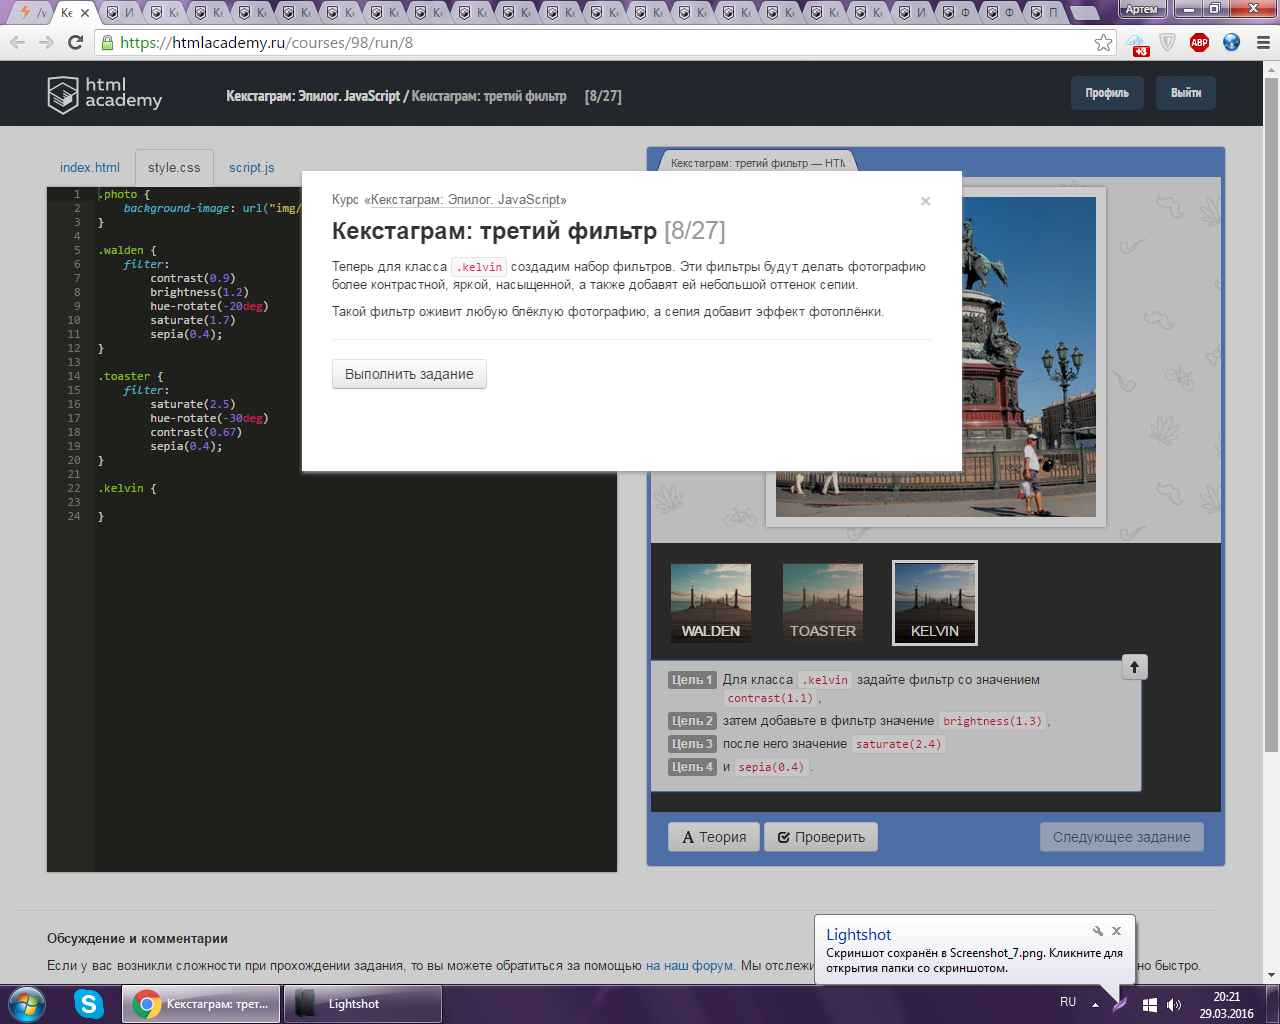 Артем
https://htmlacademy.ru/courses/98/run/8
+3
ABP
html
academy
Кекстаграм: Эпилог. JavaScript / Кекстаграм: третий фильтр [8/27]
Профиль
Выйти
index.html
style.css
script.js
Кекстаграм: третий фильтр — HTM
1 .photo {
2 background-image: url("img/
3 }
4
5 .walden {
6 filter:
7 contrast(0.9)
8 brightness(1.2)
9 hue-rotate(-20deg)
10 saturate(1.7)
11 sepia(0.4);
12 }
13
14 .toaster {
15 filter:
16 saturate(2.5)
17 hue-rotate(-30deg)
18 contrast(0.67)
19 sepia(0.4);
20 }
21
22 .kelvin {
23
24 }
Курс «Кекстаграм: Эпилог. JavaScript»
×
Кекстаграм: третий фильтр [8/27]
Теперь для класса .kelvin создадим набор фильтров. Эти фильтры будут делать фотографию
более контрастной, яркой, насыщенной, а также добавят ей небольшой оттенок сепии.
Такой фильтр оживит любую блёклую фотографию, а сепия добавит эффект фотоплёнки.
Выполнить задание
WALDEN
TOASTER
KELVIN
Цель 1 Для класса .kelvin задайте фильтр со значением
contrast(1.1),
Цель 2 затем добавьте в фильтр значение brightness(1.3),
Цель 3 после него значение saturate(2.4)
Цель 4 и sepia(0.4).
Теория
Проверить
Следующее задание
Обсуждение и комментарии
Если у вас возникли сложности при прохождении задания, то вы можете обратиться за помощью на наш форум. Мы отслежи
но быстро.
Lightshot
Скриншот сохранён в Screenshot_7.png. Кликните для
открытия папки со скриншотом.
Кекстаграм: трет...
Lightshot
RU
20:21
29.03.2016